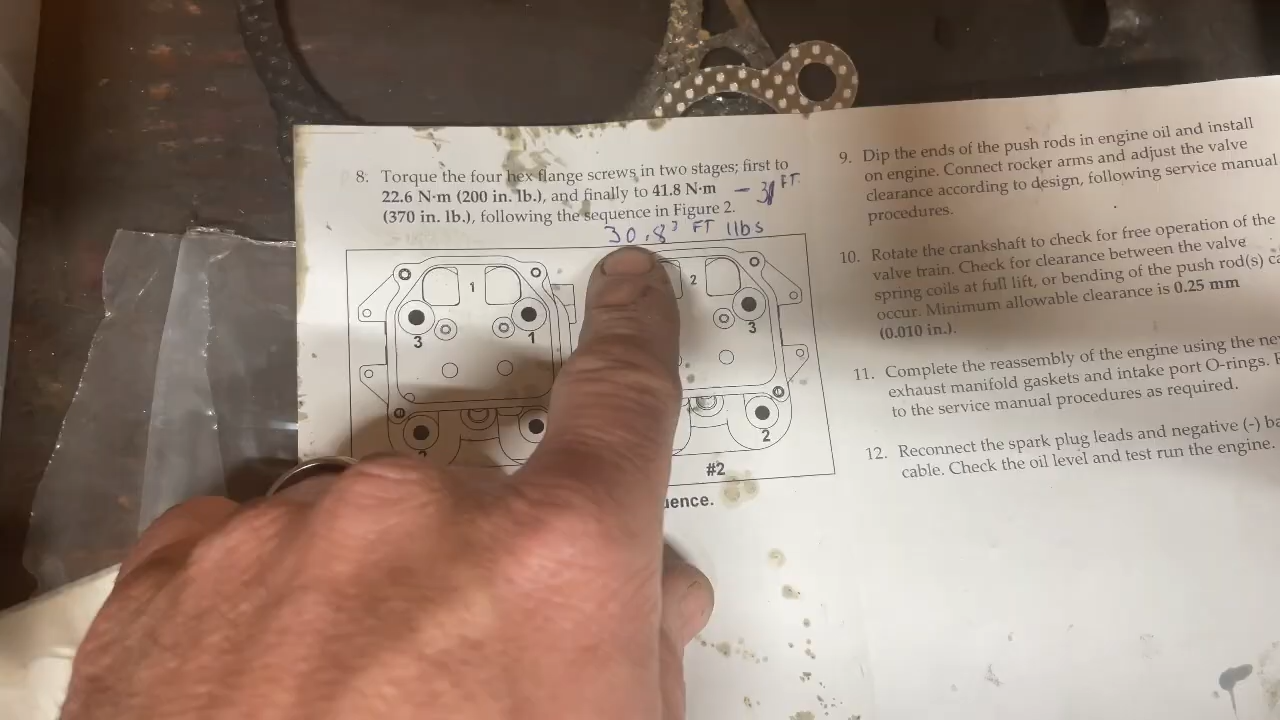 8. Torque the four hex flange screws in two stages; first to
22.6 N·m (200 in. lb.), and finally to 41.8 N·m – 31 FT.
(370 in. lb.), following the sequence in Figure 2.
30.83 FT llbs
1
2
3
1
3
2
#2
9. Dip the ends of the push rods in engine oil and install
on engine. Connect rocker arms and adjust the valve
clearance according to design, following service manual
procedures.
10. Rotate the crankshaft to check for free operation of the
valve train. Check for clearance between the valve
spring coils at full lift, or bending of the push rod(s)
occur. Minimum allowable clearance is 0.25 mm
(0.010 in.).
11. Complete the reassembly of the engine using the
exhaust manifold gaskets and intake port O-rings.
to the service manual procedures as required.
12. Reconnect the spark plug leads and negative (-)
cable. Check the oil level and test run the engine.